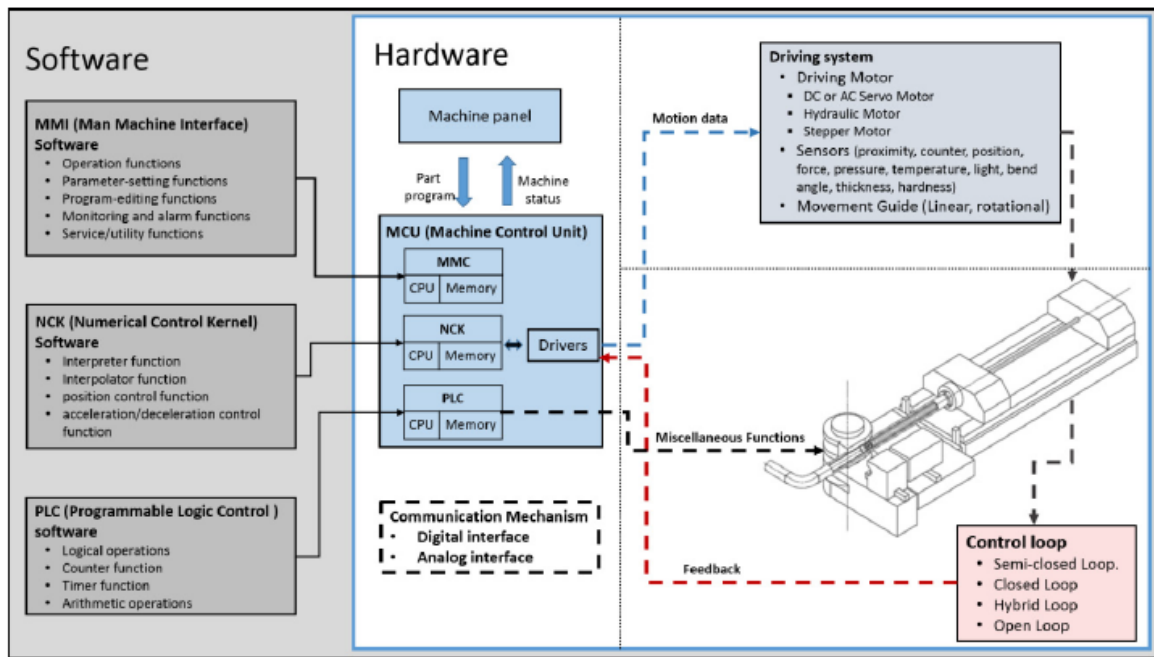 Software
MMI (Man Machine Interface)
Software
• Operation functions
• Parameter-setting functions
• Program-editing functions
• Monitoring and alarm functions
• Service/utility functions
NCK (Numerical Control Kernel)
Software
• Interpreter function
• Interpolator function
• position control function
• acceleration/deceleration control
function
PLC (Programmable Logic Control )
software
• Logical operations
• Counter function
• Timer function
• Arithmetic operations
Hardware
Machine panel
Part
program
Machine
status
MCU (Machine Control Unit)
MMC
CPU Memory
NCK
CPU Memory
Drivers
PLC
CPU Memory
Communication Mechanism
• Digital interface
• Analog interface
Motion data
Miscellaneous Functions
Feedback
Driving system
• Driving Motor
▪ DC or AC Servo Motor
▪ Hydraulic Motor
▪ Stepper Motor
• Sensors (proximity, counter, position,
force, pressure, temperature, light, bend
angle, thickness, hardness)
• Movement Guide (Linear, rotational)
Control loop
• Semi-closed Loop.
• Closed Loop
• Hybrid Loop
• Open Loop